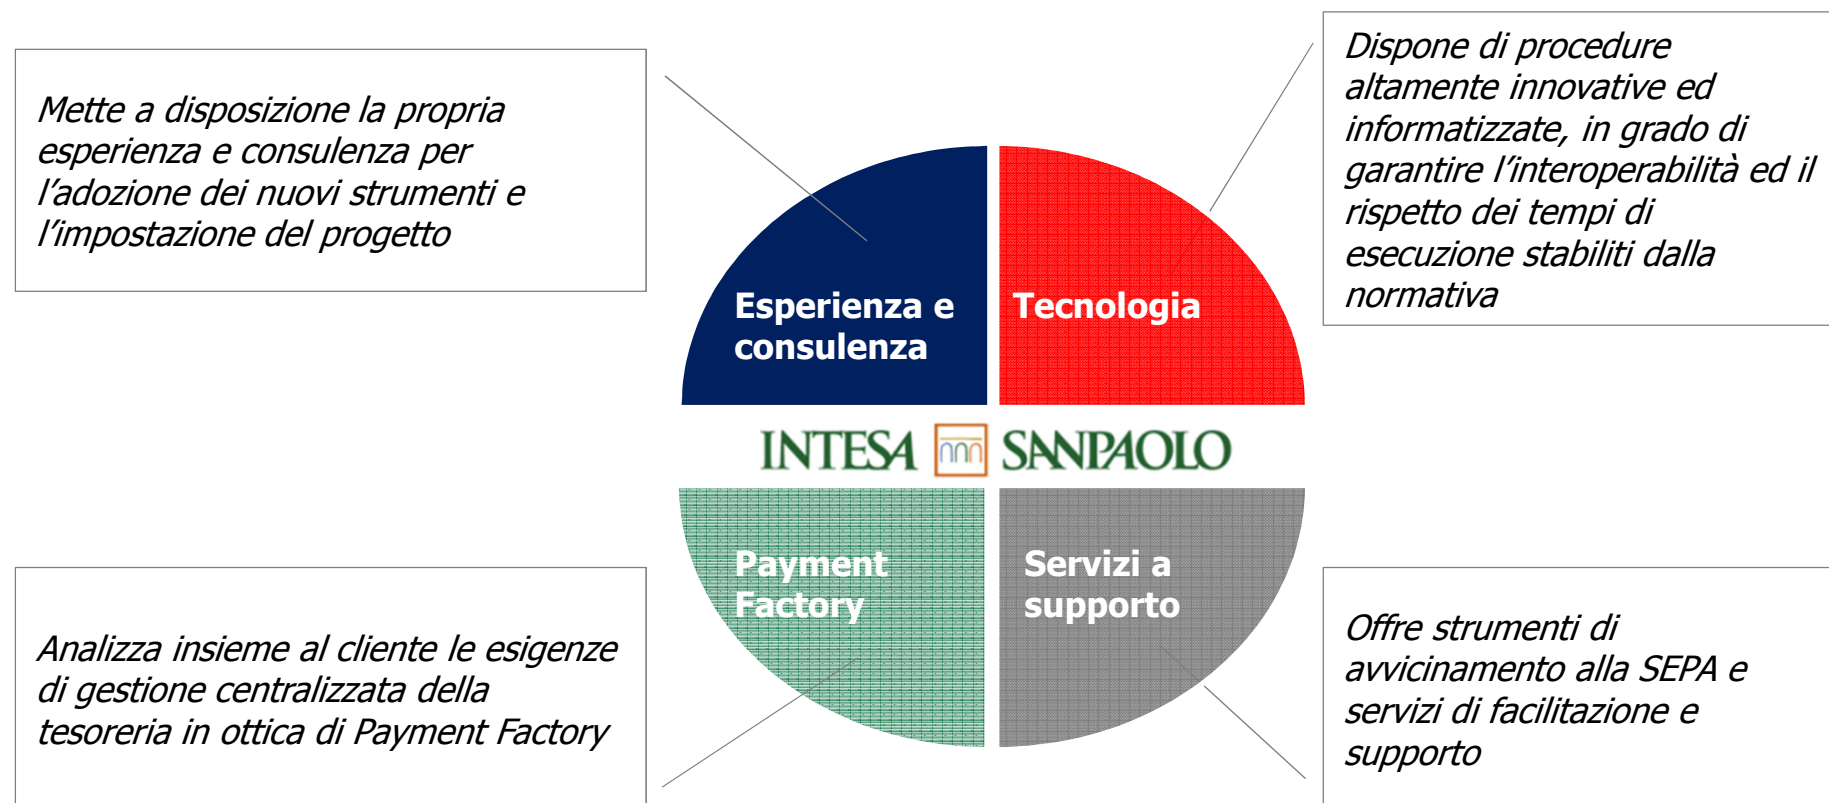 Mette a disposizione la propria
esperienza e consulenza per
l’adozione dei nuovi strumenti e
l’impostazione del progetto
Dispone di procedure
altamente innovative ed
informatizzate, in grado di
garantire l’interoperabilità ed il
rispetto dei tempi di
esecuzione stabiliti dalla
normativa
Esperienza e
consulenza
Tecnologia
INTESA SANPAOLO
Payment
Factory
Servizi a
supporto
Analizza insieme al cliente le esigenze
di gestione centralizzata della
tesoreria in ottica di Payment Factory
Offre strumenti di
avvicinamento alla SEPA e
servizi di facilitazione e
supporto